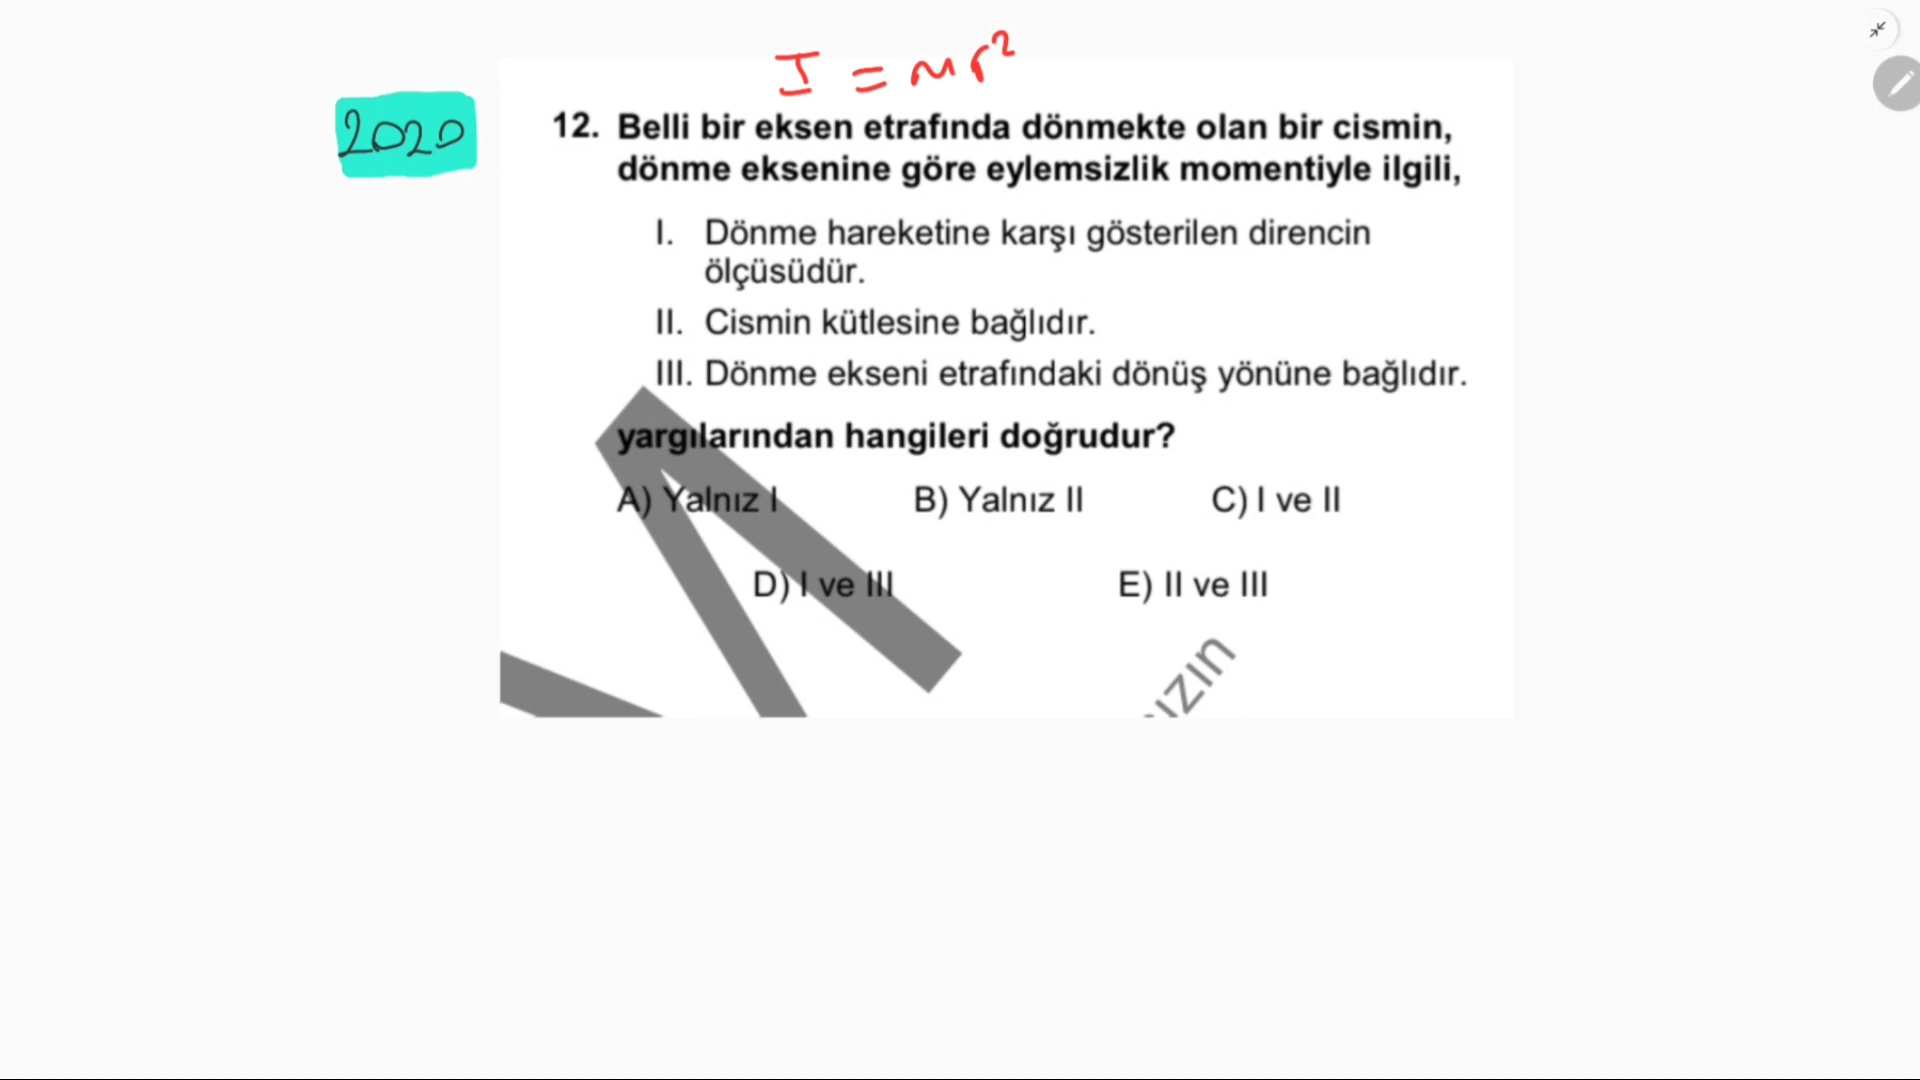 I = mr²
2020
12. Belli bir eksen etrafında dönmekte olan bir cismin,
dönme eksenine göre eylemsizlik momentiyle ilgili,
I. Dönme hareketine karşı gösterilen direncin
ölçüsüdür.
II. Cismin kütlesine bağlıdır.
III. Dönme ekseni etrafındaki dönüş yönüne bağlıdır.
yargılarından hangileri doğrudur?
A) Yalnız I B) Yalnız II C) I ve II
D) I ve III E) II ve III